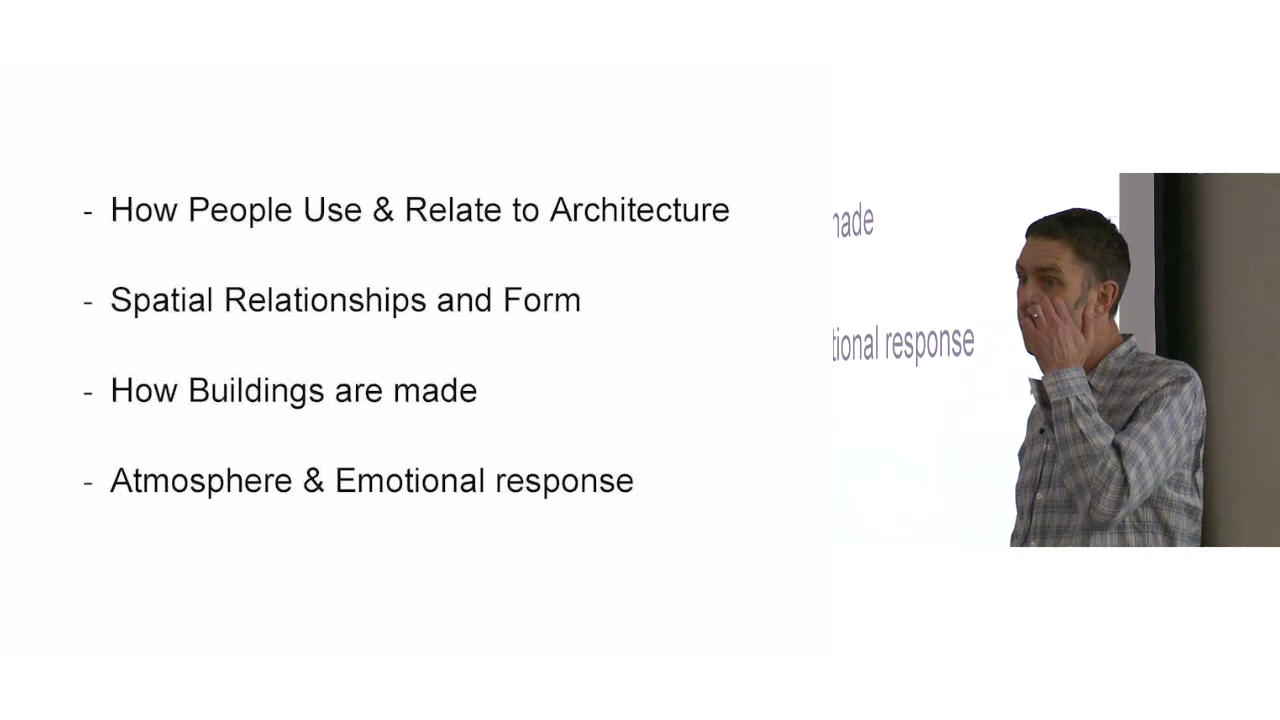 - How People Use & Relate to Architecture
- Spatial Relationships and Form
- How Buildings are made
- Atmosphere & Emotional response
made
tional response